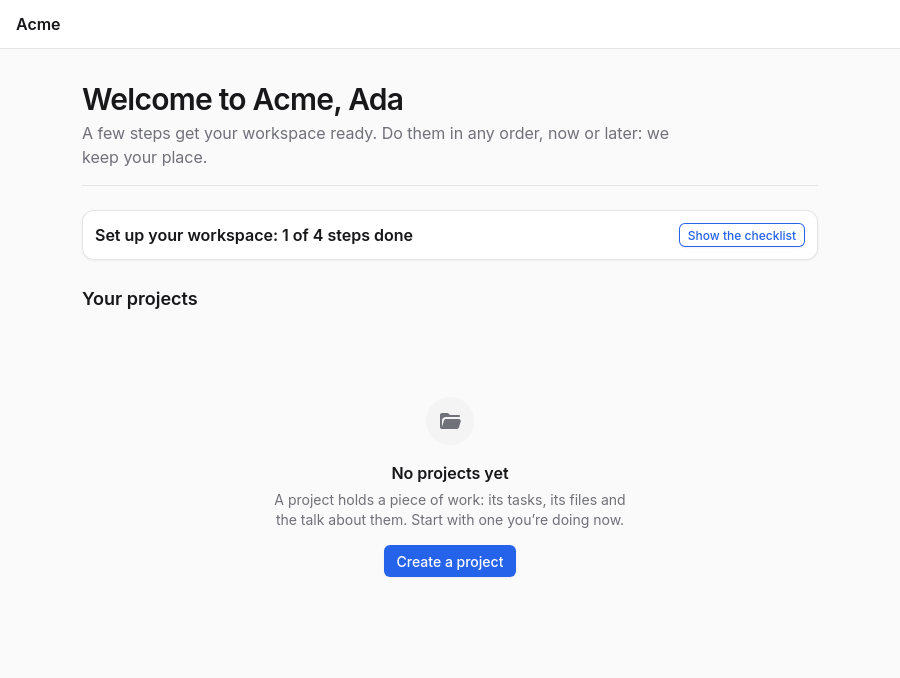 Acme
Welcome to Acme, Ada
A few steps get your workspace ready. Do them in any order, now or later: we
keep your place.
Set up your workspace: 1 of 4 steps done
Show the checklist
Your projects
No projects yet
A project holds a piece of work: its tasks, its files and
the talk about them. Start with one you’re doing now.
Create a project